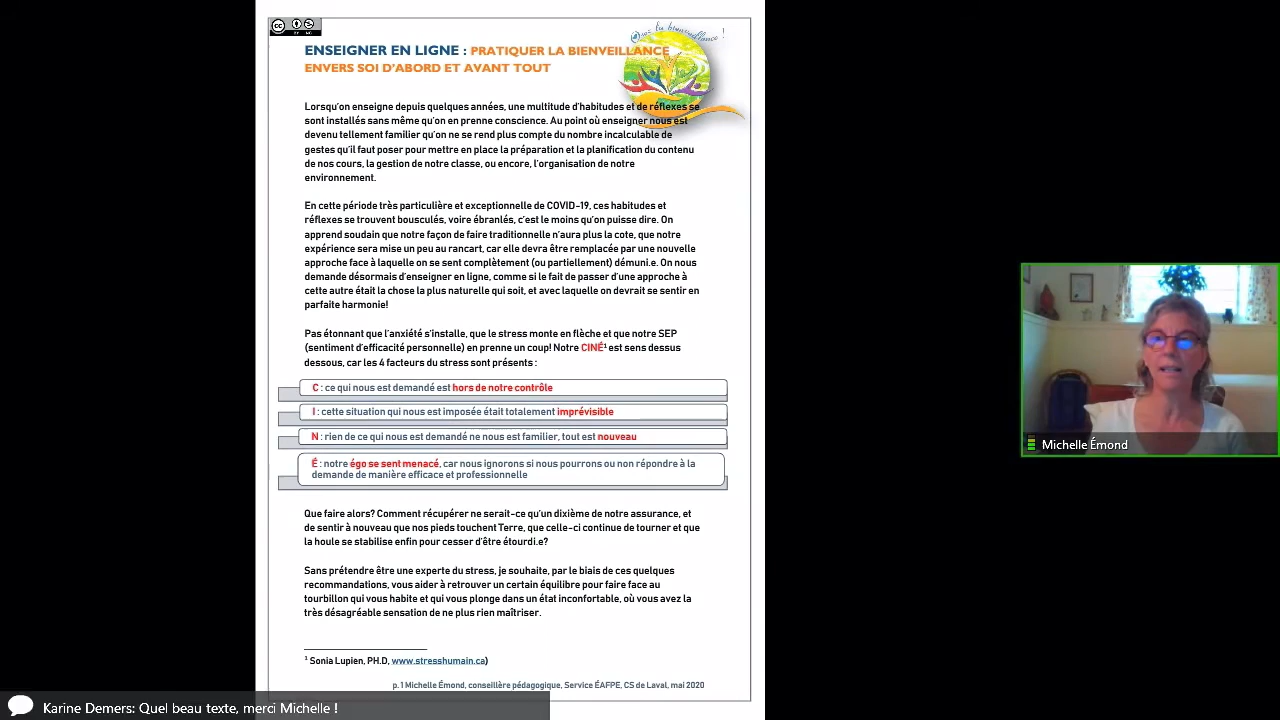 cc
BY NC
Osez la bienveillance !
ENSEIGNER EN LIGNE : PRATIQUER LA BIENVEILLANCE
ENVERS SOI D'ABORD ET AVANT TOUT
Lorsqu'on enseigne depuis quelques années, une multitude d'habitudes et de réflexes se
sont installés sans même qu'on en prenne conscience. Au point où enseigner nous est
devenu tellement familier qu'on ne se rend plus compte du nombre incalculable de
gestes qu'il faut poser pour mettre en place la préparation et la planification du contenu
de nos cours, la gestion de notre classe, ou encore, l'organisation de notre
environnement.
En cette période très particulière et exceptionnelle de COVID-19, ces habitudes et
réflexes se trouvent bousculés, voire ébranlés, c'est le moins qu'on puisse dire. On
apprend soudain que notre façon de faire traditionnelle n'aura plus la cote, que notre
expérience sera mise un peu au rancart, car elle devra être remplacée par une nouvelle
approche face à laquelle on se sent complètement (ou partiellement) démuni.e. On nous
demande désormais d'enseigner en ligne, comme si le fait de passer d'une approche à
cette autre était la chose la plus naturelle qui soit, et avec laquelle on devrait se sentir en
parfaite harmonie!
Pas étonnant que l'anxiété s'installe, que le stress monte en flèche et que notre SEP
(sentiment d'efficacité personnelle) en prenne un coup! Notre CINÉ¹ est sens dessus
dessous, car les 4 facteurs du stress sont présents :
C : ce qui nous est demandé est hors de notre contrôle
I : cette situation qui nous est imposée était totalement imprévisible
N : rien de ce qui nous est demandé ne nous est familier, tout est nouveau
É : notre égo se sent menacé, car nous ignorons si nous pourrons ou non répondre à la
demande de manière efficace et professionnelle
Que faire alors? Comment récupérer ne serait-ce qu'un dixième de notre assurance, et
de sentir à nouveau que nos pieds touchent Terre, que celle-ci continue de tourner et que
la houle se stabilise enfin pour cesser d'être étourdi.e?
Sans prétendre être une experte du stress, je souhaite, par le biais de ces quelques
recommandations, vous aider à retrouver un certain équilibre pour faire face au
tourbillon qui vous habite et qui vous plonge dans un état inconfortable, où vous avez la
très désagréable sensation de ne plus rien maîtriser.
¹ Sonia Lupien, PH.D, www.stresshumain.ca)
p. 1 Michelle Émond, conseillère pédagogique, Service ÉAFPE, CS de Laval, mai 2020
Michelle Émond
Karine Demers: Quel beau texte, merci Michelle !